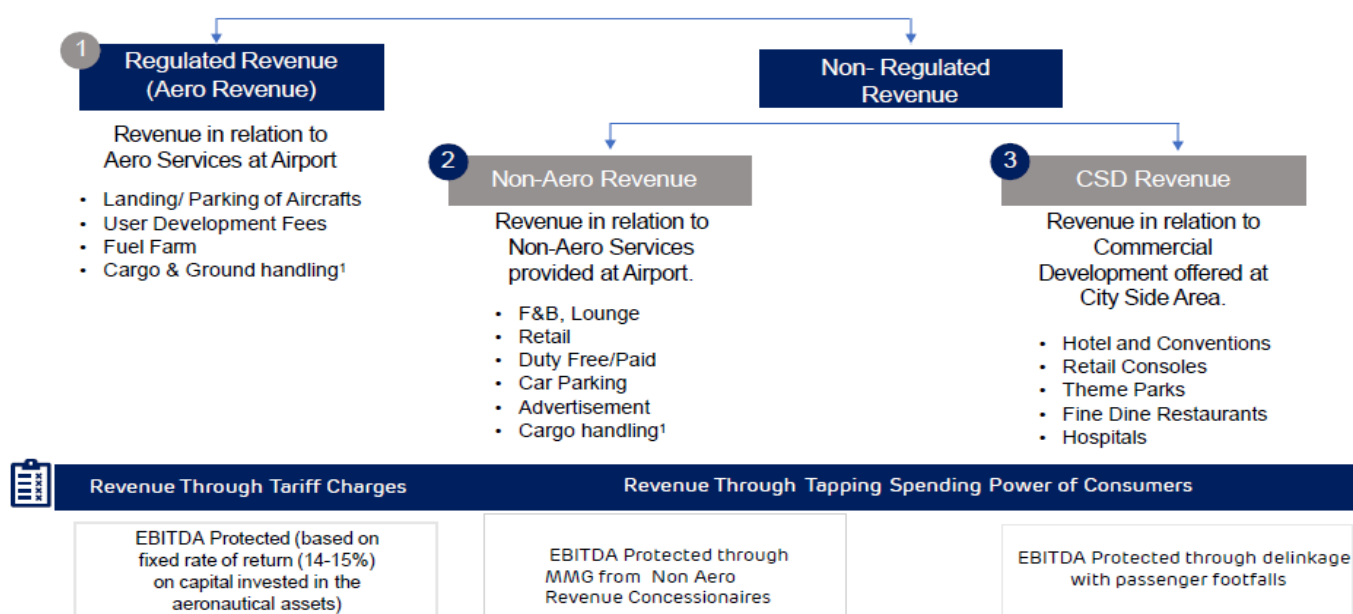 1
Regulated Revenue
(Aero Revenue)
Non- Regulated
Revenue
Revenue in relation to
Aero Services at Airport
• Landing/ Parking of Aircrafts
• User Development Fees
• Fuel Farm
• Cargo & Ground handling¹
2
Non-Aero Revenue
Revenue in relation to
Non-Aero Services
provided at Airport.
• F&B, Lounge
• Retail
• Duty Free/Paid
• Car Parking
• Advertisement
• Cargo handling¹
3
CSD Revenue
Revenue in relation to
Commercial
Development offered at
City Side Area.
• Hotel and Conventions
• Retail Consoles
• Theme Parks
• Fine Dine Restaurants
• Hospitals
Revenue Through Tariff Charges
Revenue Through Tapping Spending Power of Consumers
EBITDA Protected (based on
fixed rate of return (14-15%)
on capital invested in the
aeronautical assets)
EBITDA Protected through
MMG from Non Aero
Revenue Concessionaires
EBITDA Protected through delinkage
with passenger footfalls